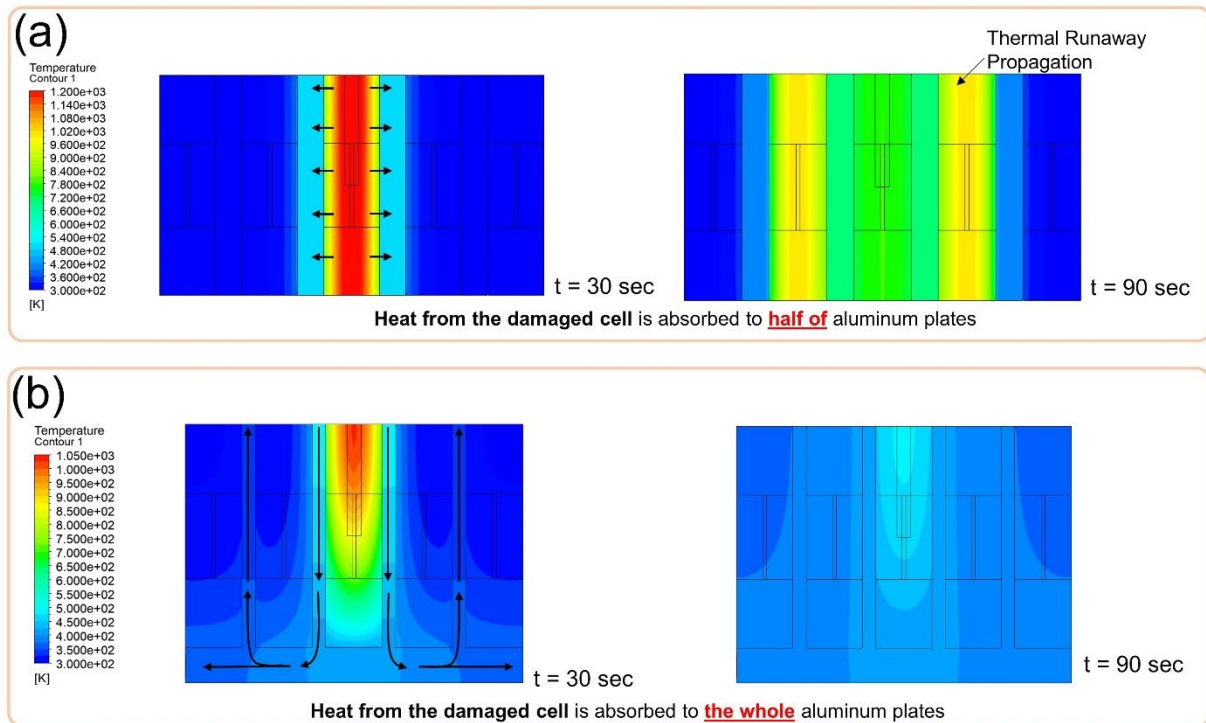 (a)
Temperature
Contour 1
1.200e+03
1.140e+03
1.080e+03
1.020e+03
9.600e+02
9.000e+02
8.400e+02
7.800e+02
7.200e+02
6.600e+02
6.000e+02
5.400e+02
4.800e+02
4.200e+02
3.600e+02
3.000e+02
[K]
t = 30 sec
Thermal Runaway
Propagation
t = 90 sec
Heat from the damaged cell is absorbed to half of aluminum plates
(b)
Temperature
Contour 1
1.050e+03
1.000e+03
9.500e+02
9.000e+02
8.500e+02
8.000e+02
7.500e+02
7.000e+02
6.500e+02
6.000e+02
5.500e+02
5.000e+02
4.500e+02
4.000e+02
3.500e+02
3.000e+02
[K]
t = 30 sec
t = 90 sec
Heat from the damaged cell is absorbed to the whole aluminum plates